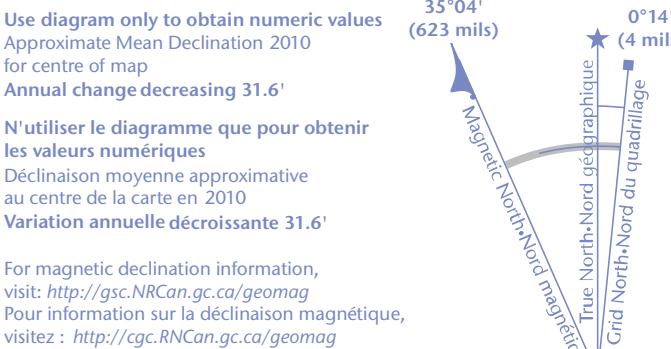 Use diagram only to obtain numeric values
Approximate Mean Declination 2010
for centre of map
Annual change decreasing 31.6'
N'utiliser le diagramme que pour obtenir
les valeurs numériques
Déclinaison moyenne approximative
au centre de la carte en 2010
Variation annuelle décroissante 31.6'
For magnetic declination information,
visit: http://gsc.NRCan.gc.ca/geomag
Pour information sur la déclinaison magnétique,
visitez : http://cgc.RNCan.gc.ca/geomag
35°04'
(623 mils)
0°14'
(4 mils
Magnetic North•Nord magnétic
True North•Nord géographique
Grid North•Nord du quadrillage